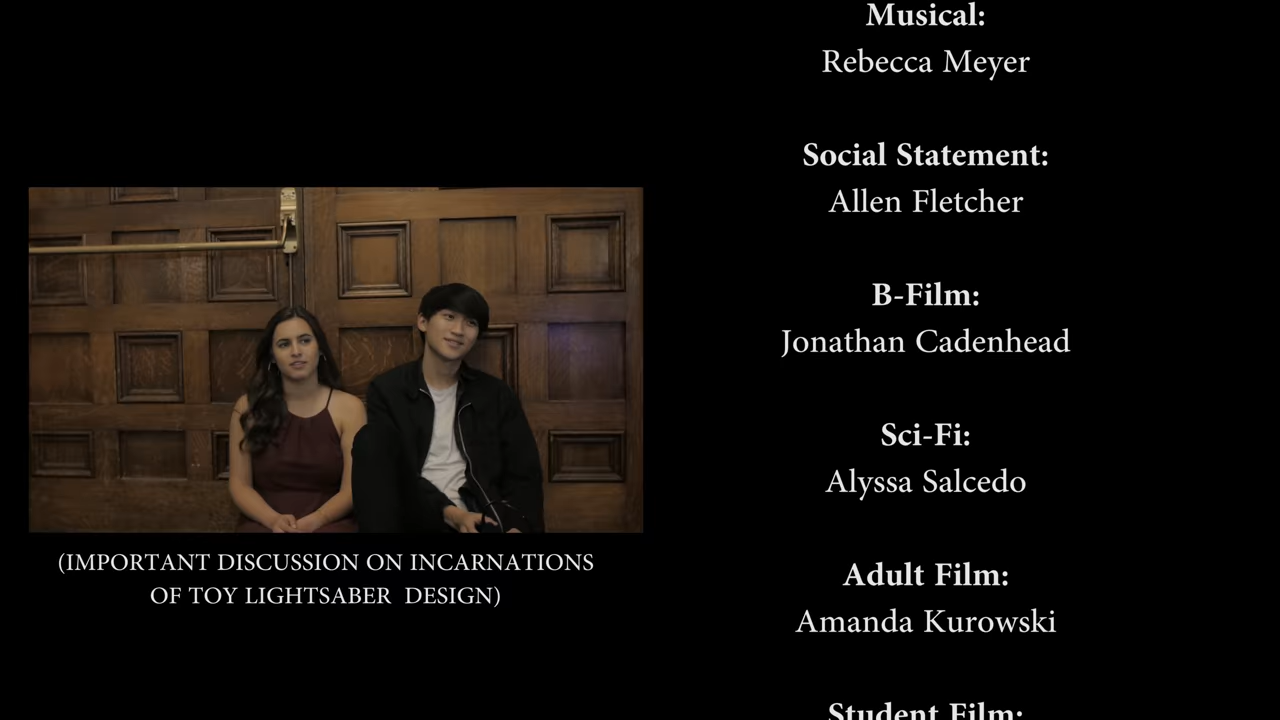 (IMPORTANT DISCUSSION ON INCARNATIONS
OF TOY LIGHTSABER DESIGN)
Musical:
Rebecca Meyer
Social Statement:
Allen Fletcher
B-Film:
Jonathan Cadenhead
Sci-Fi:
Alyssa Salcedo
Adult Film:
Amanda Kurowski
Student Film: